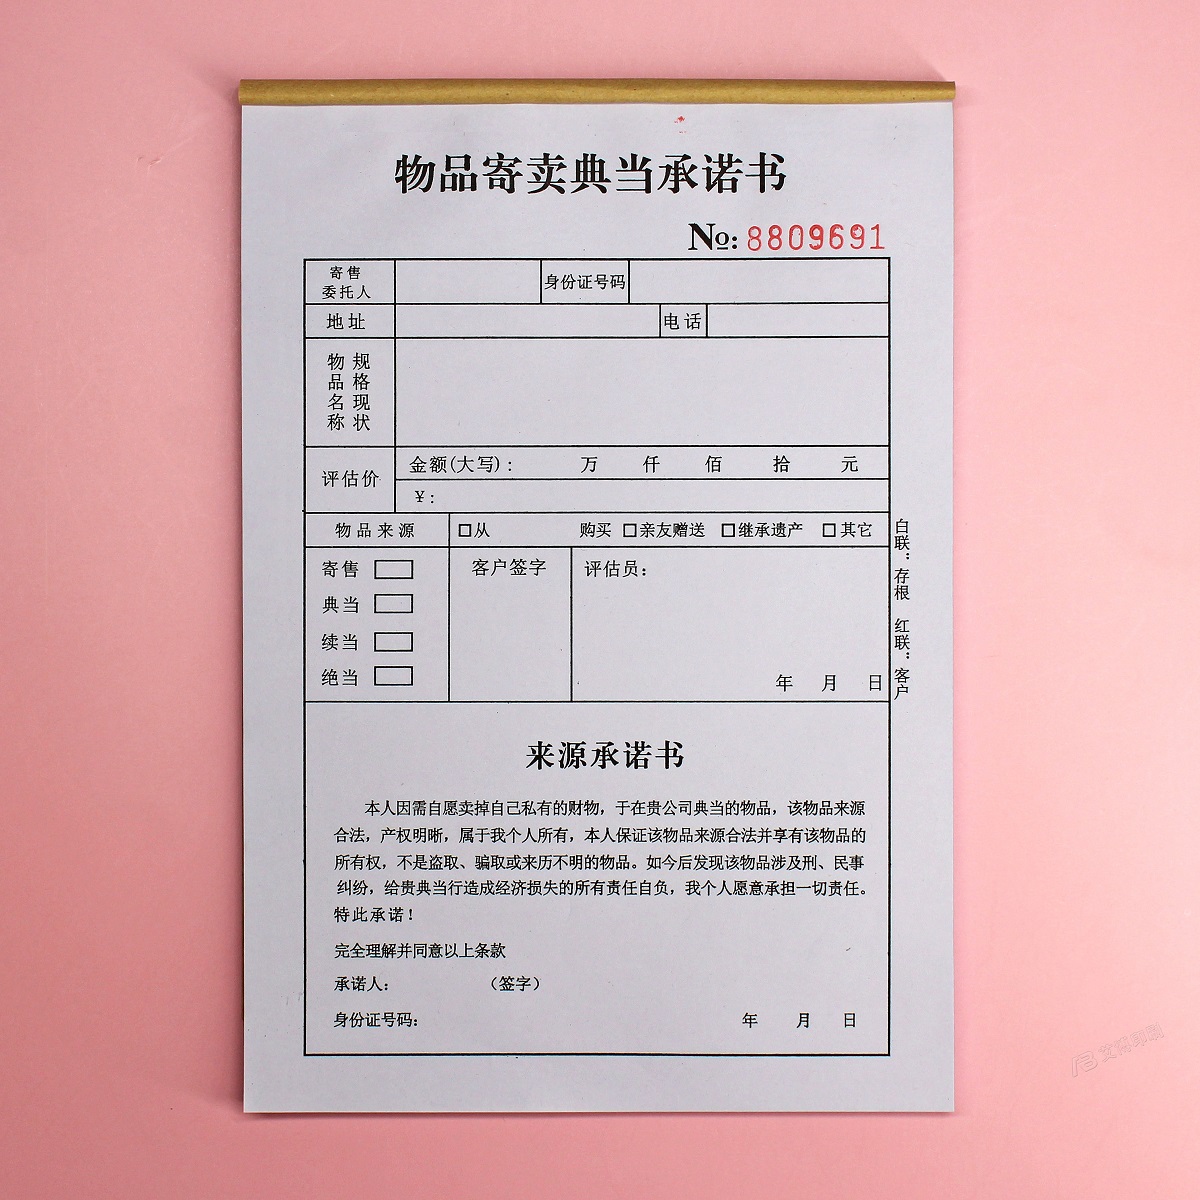 物品寄卖典当承诺书
No: 8809691
寄售委托人 身份证号码
地址 电话
物品名称 规格现状
评估价 金额(大写)： 万 仟 佰 拾 元
¥：
物品来源 □从 购买 □亲友赠送 □继承遗产 □其它
寄售 □ 客户签字 评估员：
典当 □
续当 □
绝当 □
年 月 日
白联：存根 红联：客户
来源承诺书
本人因需自愿卖掉自己私有的财物，于在贵公司典当的物品，该物品来源
合法，产权明晰，属于我个人所有，本人保证该物品来源合法并享有该物品的
所有权，不是盗取、骗取或来历不明的物品。如今后发现该物品涉及刑、民事
纠纷，给贵典当行造成经济损失的所有责任自负，我个人愿意承担一切责任。
特此承诺！
完全理解并同意以上条款
承诺人： （签字）
身份证号码： 年 月 日
艾博印刷